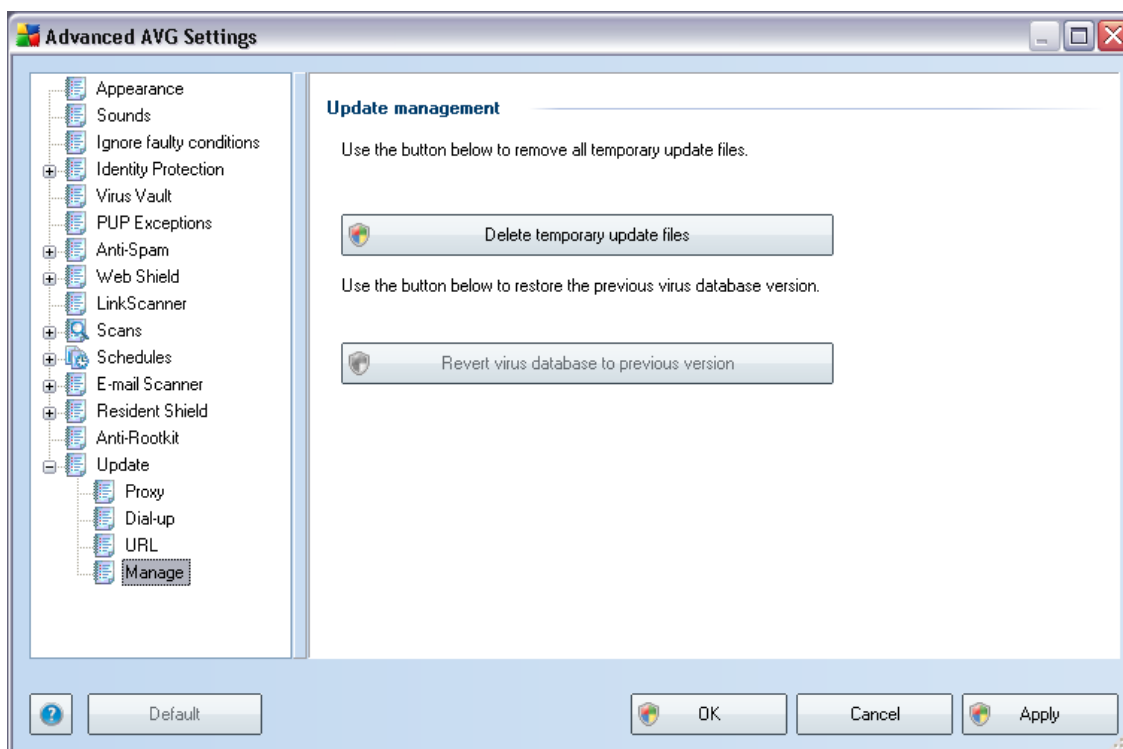 Advanced AVG Settings
Appearance
Sounds
Ignore faulty conditions
Identity Protection
Virus Vault
PUP Exceptions
Anti-Spam
Web Shield
LinkScanner
Scans
Schedules
E-mail Scanner
Resident Shield
Anti-Rootkit
Update
Proxy
Dial-up
URL
Manage
Update management
Use the button below to remove all temporary update files.
Delete temporary update files
Use the button below to restore the previous virus database version.
Revert virus database to previous version
Default
OK
Cancel
Apply